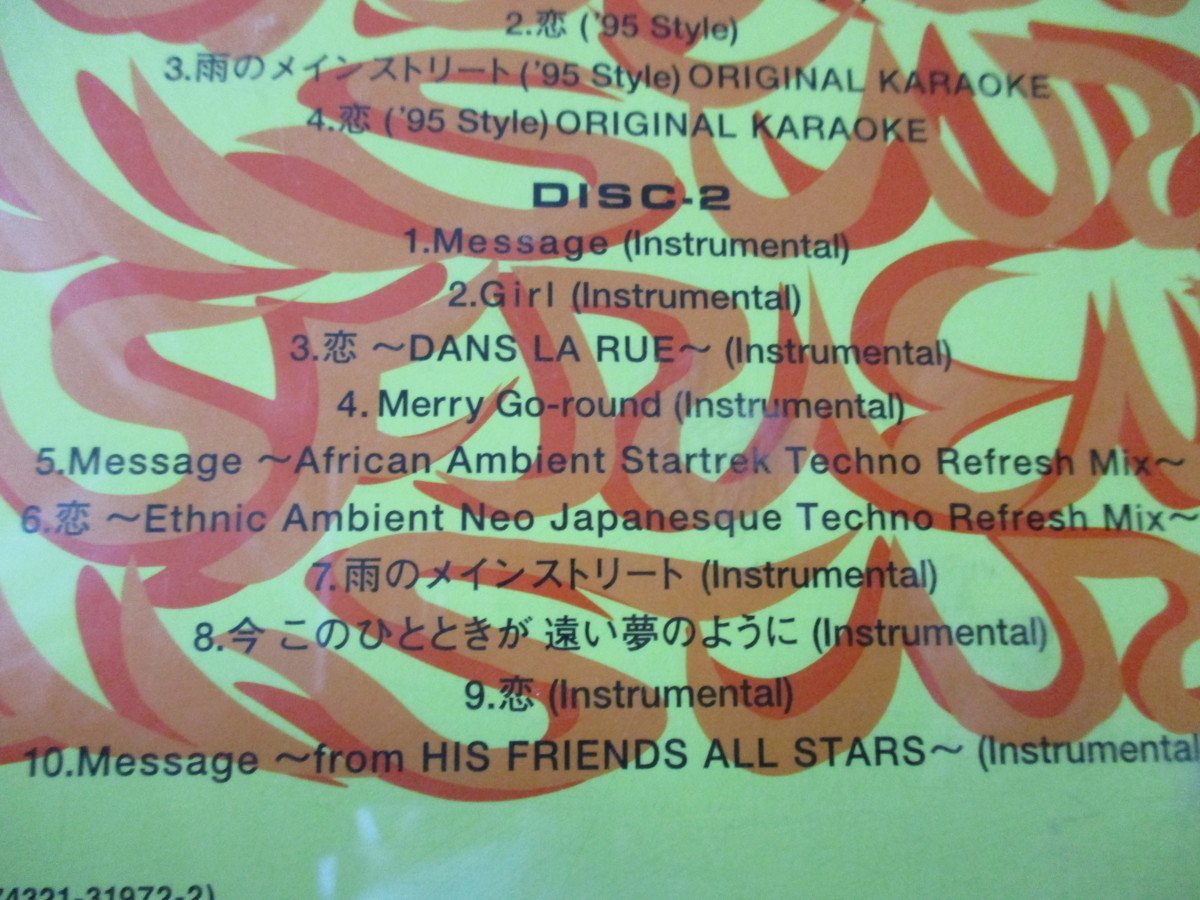 2.恋 ('95 Style)
3.雨のメインストリート('95 Style) ORIGINAL KARAOKE
4.恋 ('95 Style) ORIGINAL KARAOKE
DISC-2
1.Message (Instrumental)
2.Girl (Instrumental)
3.恋 〜DANS LA RUE〜 (Instrumental)
4. Merry Go-round (Instrumental)
5.Message 〜African Ambient Startrek Techno Refresh Mix〜
6.恋 〜Ethnic Ambient Neo Japanesque Techno Refresh Mix〜
7.雨のメインストリート (Instrumental)
8.今 このひとときが 遠い夢のように (Instrumental)
9.恋 (Instrumental)
10.Message 〜from HIS FRIENDS ALL STARS〜 (Instrumental
74321-31972-2)